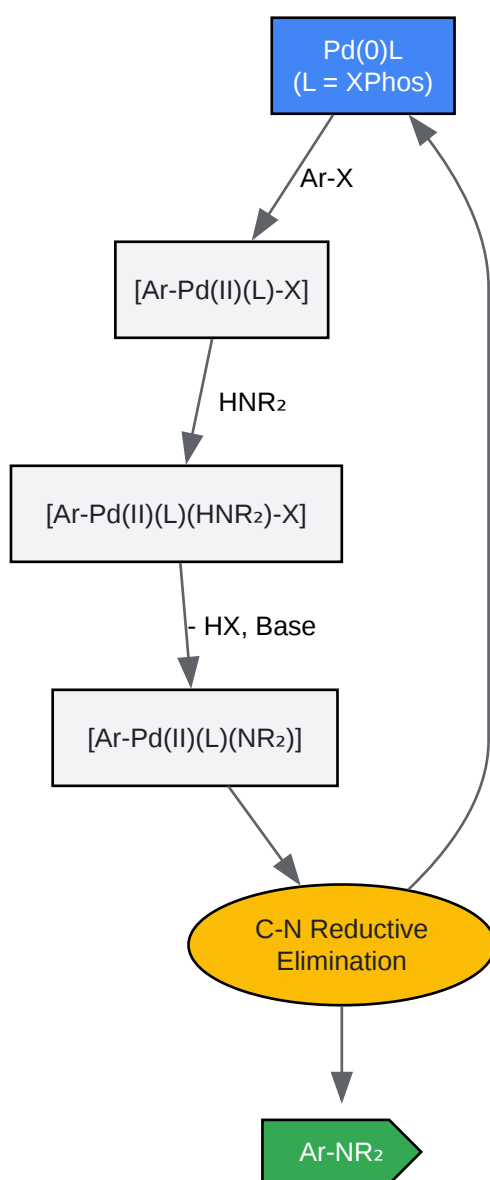 Pd(0)L
(L = XPhos)
Ar-X
[Ar-Pd(II)(L)-X]
HNR₂
[Ar-Pd(II)(L)(HNR₂)-X]
- HX, Base
[Ar-Pd(II)(L)(NR₂)]
C-N Reductive
Elimination
Ar-NR₂